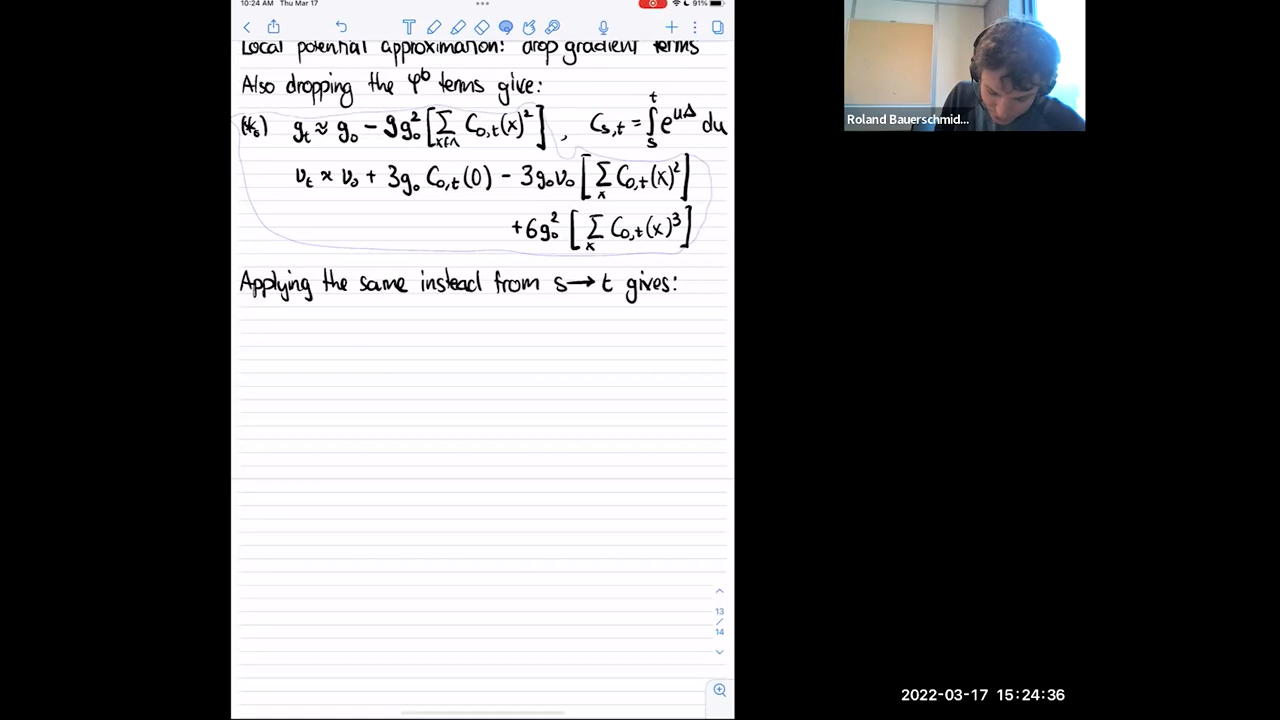 10:24 AM Thu Mar 17
91%
Local potential approximation: drop gradient terms
Also dropping the φ⁶ terms give:
g_t ≈ g_0 − 9g_0² [∑_{x∈Λ} C_{0,t}(x)²], C_{s,t} = ∫_s^t e^{uΔ} du
ν_t ≈ ν_0 + 3g_0 C_{0,t}(0) − 3g_0ν_0 [∑_x C_{0,t}(x)²]
+6g_0² [∑_x C_{0,t}(x)³]
Applying the same instead from s → t gives:
13
/
14
Roland Bauerschmid...
2022-03-17 15:24:36